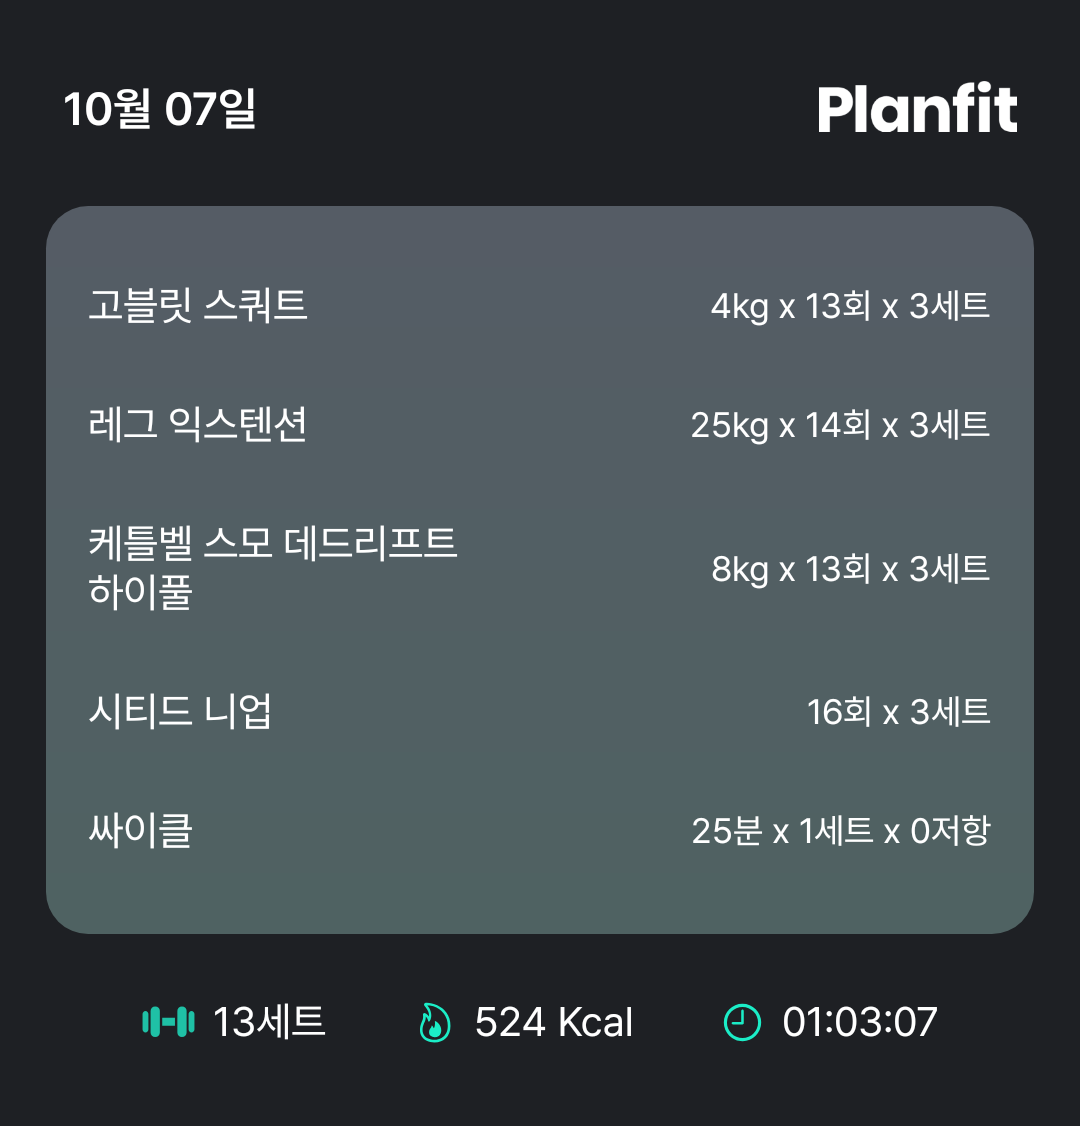 10월 07일
Planfit
고블릿 스쿼트
4kg x 13회 x 3세트
레그 익스텐션
25kg x 14회 x 3세트
케틀벨 스모 데드리프트
하이풀
8kg x 13회 x 3세트
시티드 니업
16회 x 3세트
싸이클
25분 x 1세트 x 0저항
13세트
524 Kcal
01:03:07